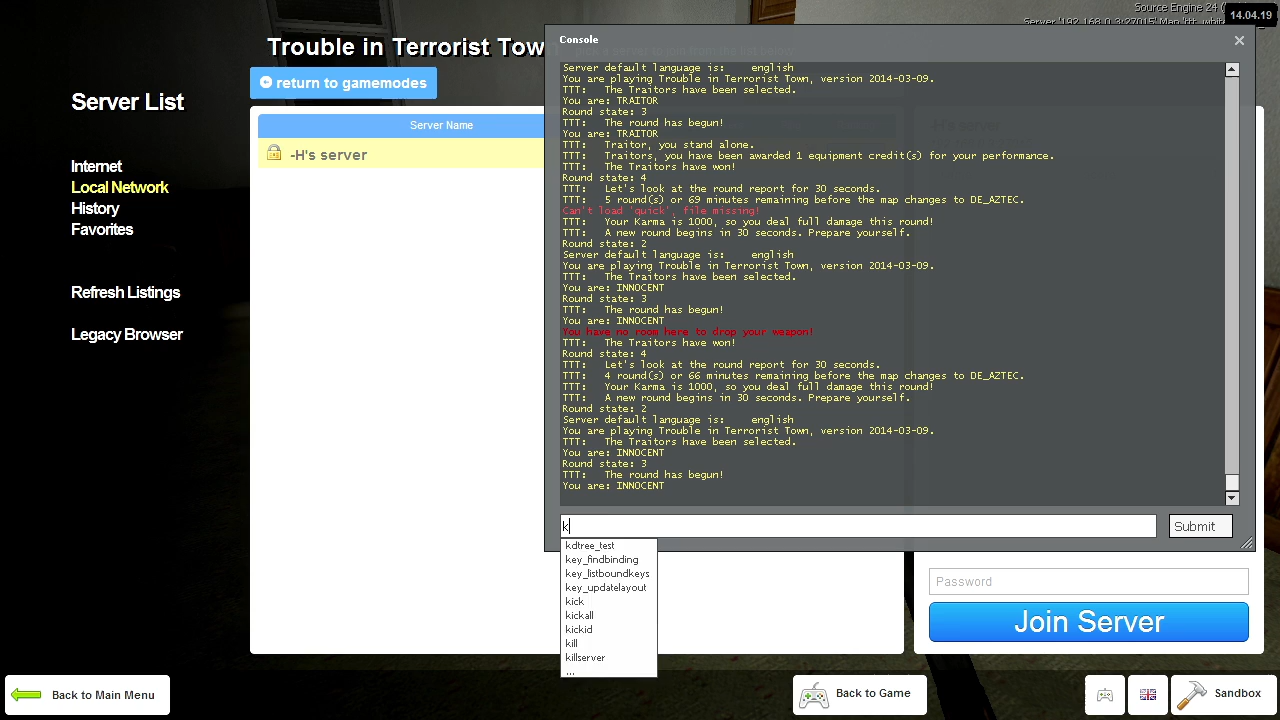 Source Engine 24 (
14.04.19
Server '192.168.0.3:27015' Map 'ttt_whit
Trouble in Terrorist Tow
return to gamemodes
Server List
Internet
Local Network
History
Favorites
Refresh Listings
Legacy Browser
Server Name
-H's server
Console
Server default language is: english
You are playing Trouble in Terrorist Town, version 2014-03-09.
TTT: The Traitors have been selected.
You are: TRAITOR
Round state: 3
TTT: The round has begun!
You are: TRAITOR
TTT: Traitor, you stand alone.
TTT: Traitors, you have been awarded 1 equipment credit(s) for your performance.
TTT: The Traitors have won!
Round state: 4
TTT: Let's look at the round report for 30 seconds.
TTT: 5 round(s) or 69 minutes remaining before the map changes to DE_AZTEC.
Can't load 'quick', file missing!
TTT: Your Karma is 1000, so you deal full damage this round!
TTT: A new round begins in 30 seconds. Prepare yourself.
Round state: 2
Server default language is: english
You are playing Trouble in Terrorist Town, version 2014-03-09.
TTT: The Traitors have been selected.
You are: INNOCENT
Round state: 3
TTT: The round has begun!
You are: INNOCENT
You have no room here to drop your weapon!
TTT: The Traitors have won!
Round state: 4
TTT: Let's look at the round report for 30 seconds.
TTT: 4 round(s) or 66 minutes remaining before the map changes to DE_AZTEC.
TTT: Your Karma is 1000, so you deal full damage this round!
TTT: A new round begins in 30 seconds. Prepare yourself.
Round state: 2
Server default language is: english
You are playing Trouble in Terrorist Town, version 2014-03-09.
TTT: The Traitors have been selected.
You are: INNOCENT
Round state: 3
TTT: The round has begun!
You are: INNOCENT
k
Submit
kdtree_test
key_findbinding
key_listboundkeys
key_updatelayout
kick
kickall
kickid
kill
killserver
...
-H's server
Password
Join Server
Back to Main Menu
Back to Game
Sandbox